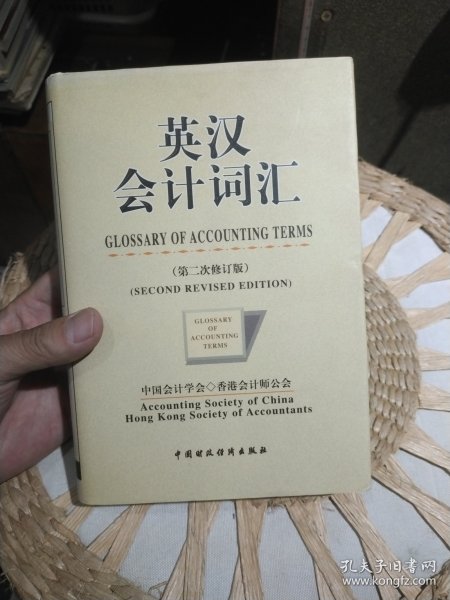 英汉
会计词汇
GLOSSARY OF ACCOUNTING TERMS
(第二次修订版)
(SECOND REVISED EDITION)
GLOSSARY
OF
ACCOUNTING
TERMS
中国会计学会◇香港会计师公会
Accounting Society of China
Hong Kong Society of Accountants
中国财政经济出版社
孔夫子旧书网
www.kongfz.com